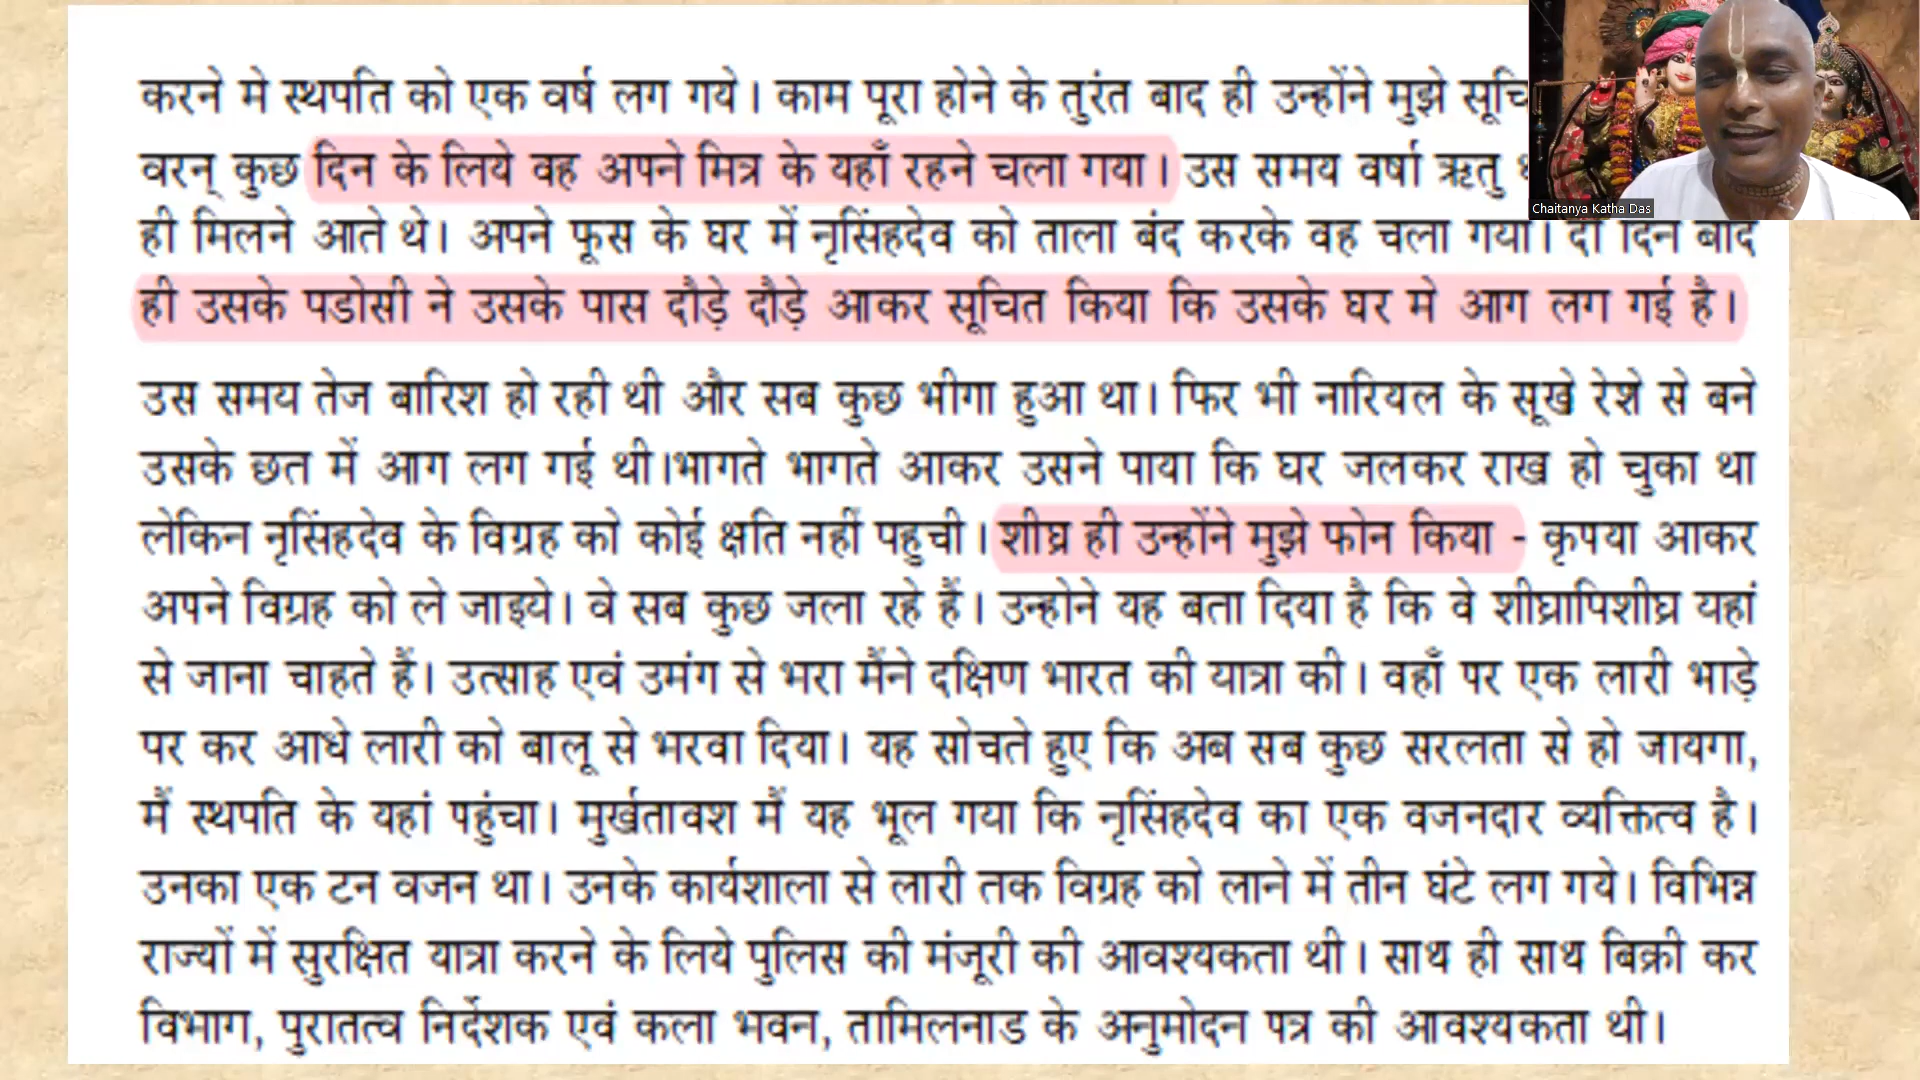 करने मे स्थपति को एक वर्ष लग गये। काम पूरा होने के तुरंत बाद ही उन्होंने मुझे
वरन् कुछ दिन के लिये वह अपने मित्र के यहाँ रहने चला गया। उस समय वर्षा ऋतु
ही मिलने आते थे। अपने फूस के घर में नृसिंहदेव को ताला बंद करके वह चला गया। दो दिन बाद
ही उसके पडोसी ने उसके पास दौड़े दौड़े आकर सूचित किया कि उसके घर मे आग लग गई है।
उस समय तेज बारिश हो रही थी और सब कुछ भीगा हुआ था। फिर भी नारियल के सूखे रेशे से बने
उसके छत में आग लग गई थी।भागते भागते आकर उसने पाया कि घर जलकर राख हो चुका था
लेकिन नृसिंहदेव के विग्रह को कोई क्षति नहीं पहुची। शीघ्र ही उन्होंने मुझे फोन किया - कृपया आकर
अपने विग्रह को ले जाइये। वे सब कुछ जला रहे हैं। उन्होने यह बता दिया है कि वे शीघ्रापिशीघ्र यहां
से जाना चाहते हैं। उत्साह एवं उमंग से भरा मैंने दक्षिण भारत की यात्रा की। वहाँ पर एक लारी भाड़े
पर कर आधे लारी को बालू से भरवा दिया। यह सोचते हुए कि अब सब कुछ सरलता से हो जायगा,
मैं स्थपति के यहां पहुंचा। मुर्खतावश मैं यह भूल गया कि नृसिंहदेव का एक वजनदार व्यक्तित्व है।
उनका एक टन वजन था। उनके कार्यशाला से लारी तक विग्रह को लाने में तीन घंटे लग गये। विभिन्न
राज्यों में सुरक्षित यात्रा करने के लिये पुलिस की मंजूरी की आवश्यकता थी। साथ ही साथ बिक्री कर
विभाग, पुरातत्व निर्देशक एवं कला भवन, तामिलनाड के अनुमोदन पत्र की आवश्यकता थी।
Chaitanya Katha Das